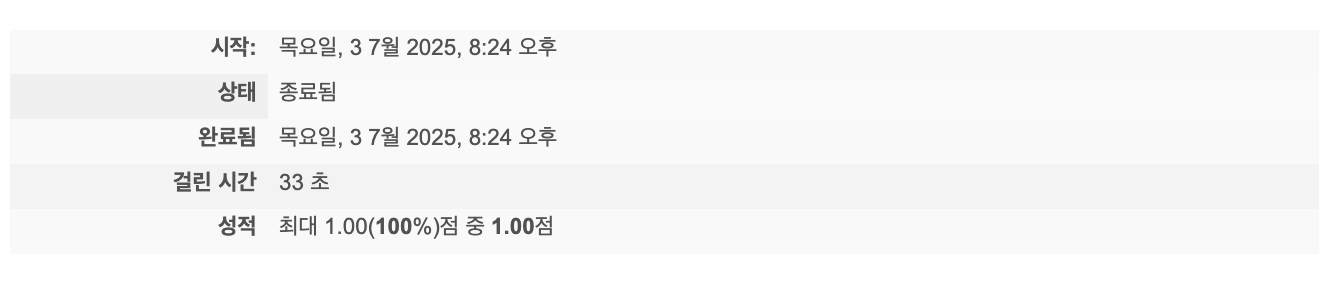 시작: 목요일, 3 7월 2025, 8:24 오후
상태 종료됨
완료됨 목요일, 3 7월 2025, 8:24 오후
걸린 시간 33 초
성적 최대 1.00(100%)점 중 1.00점